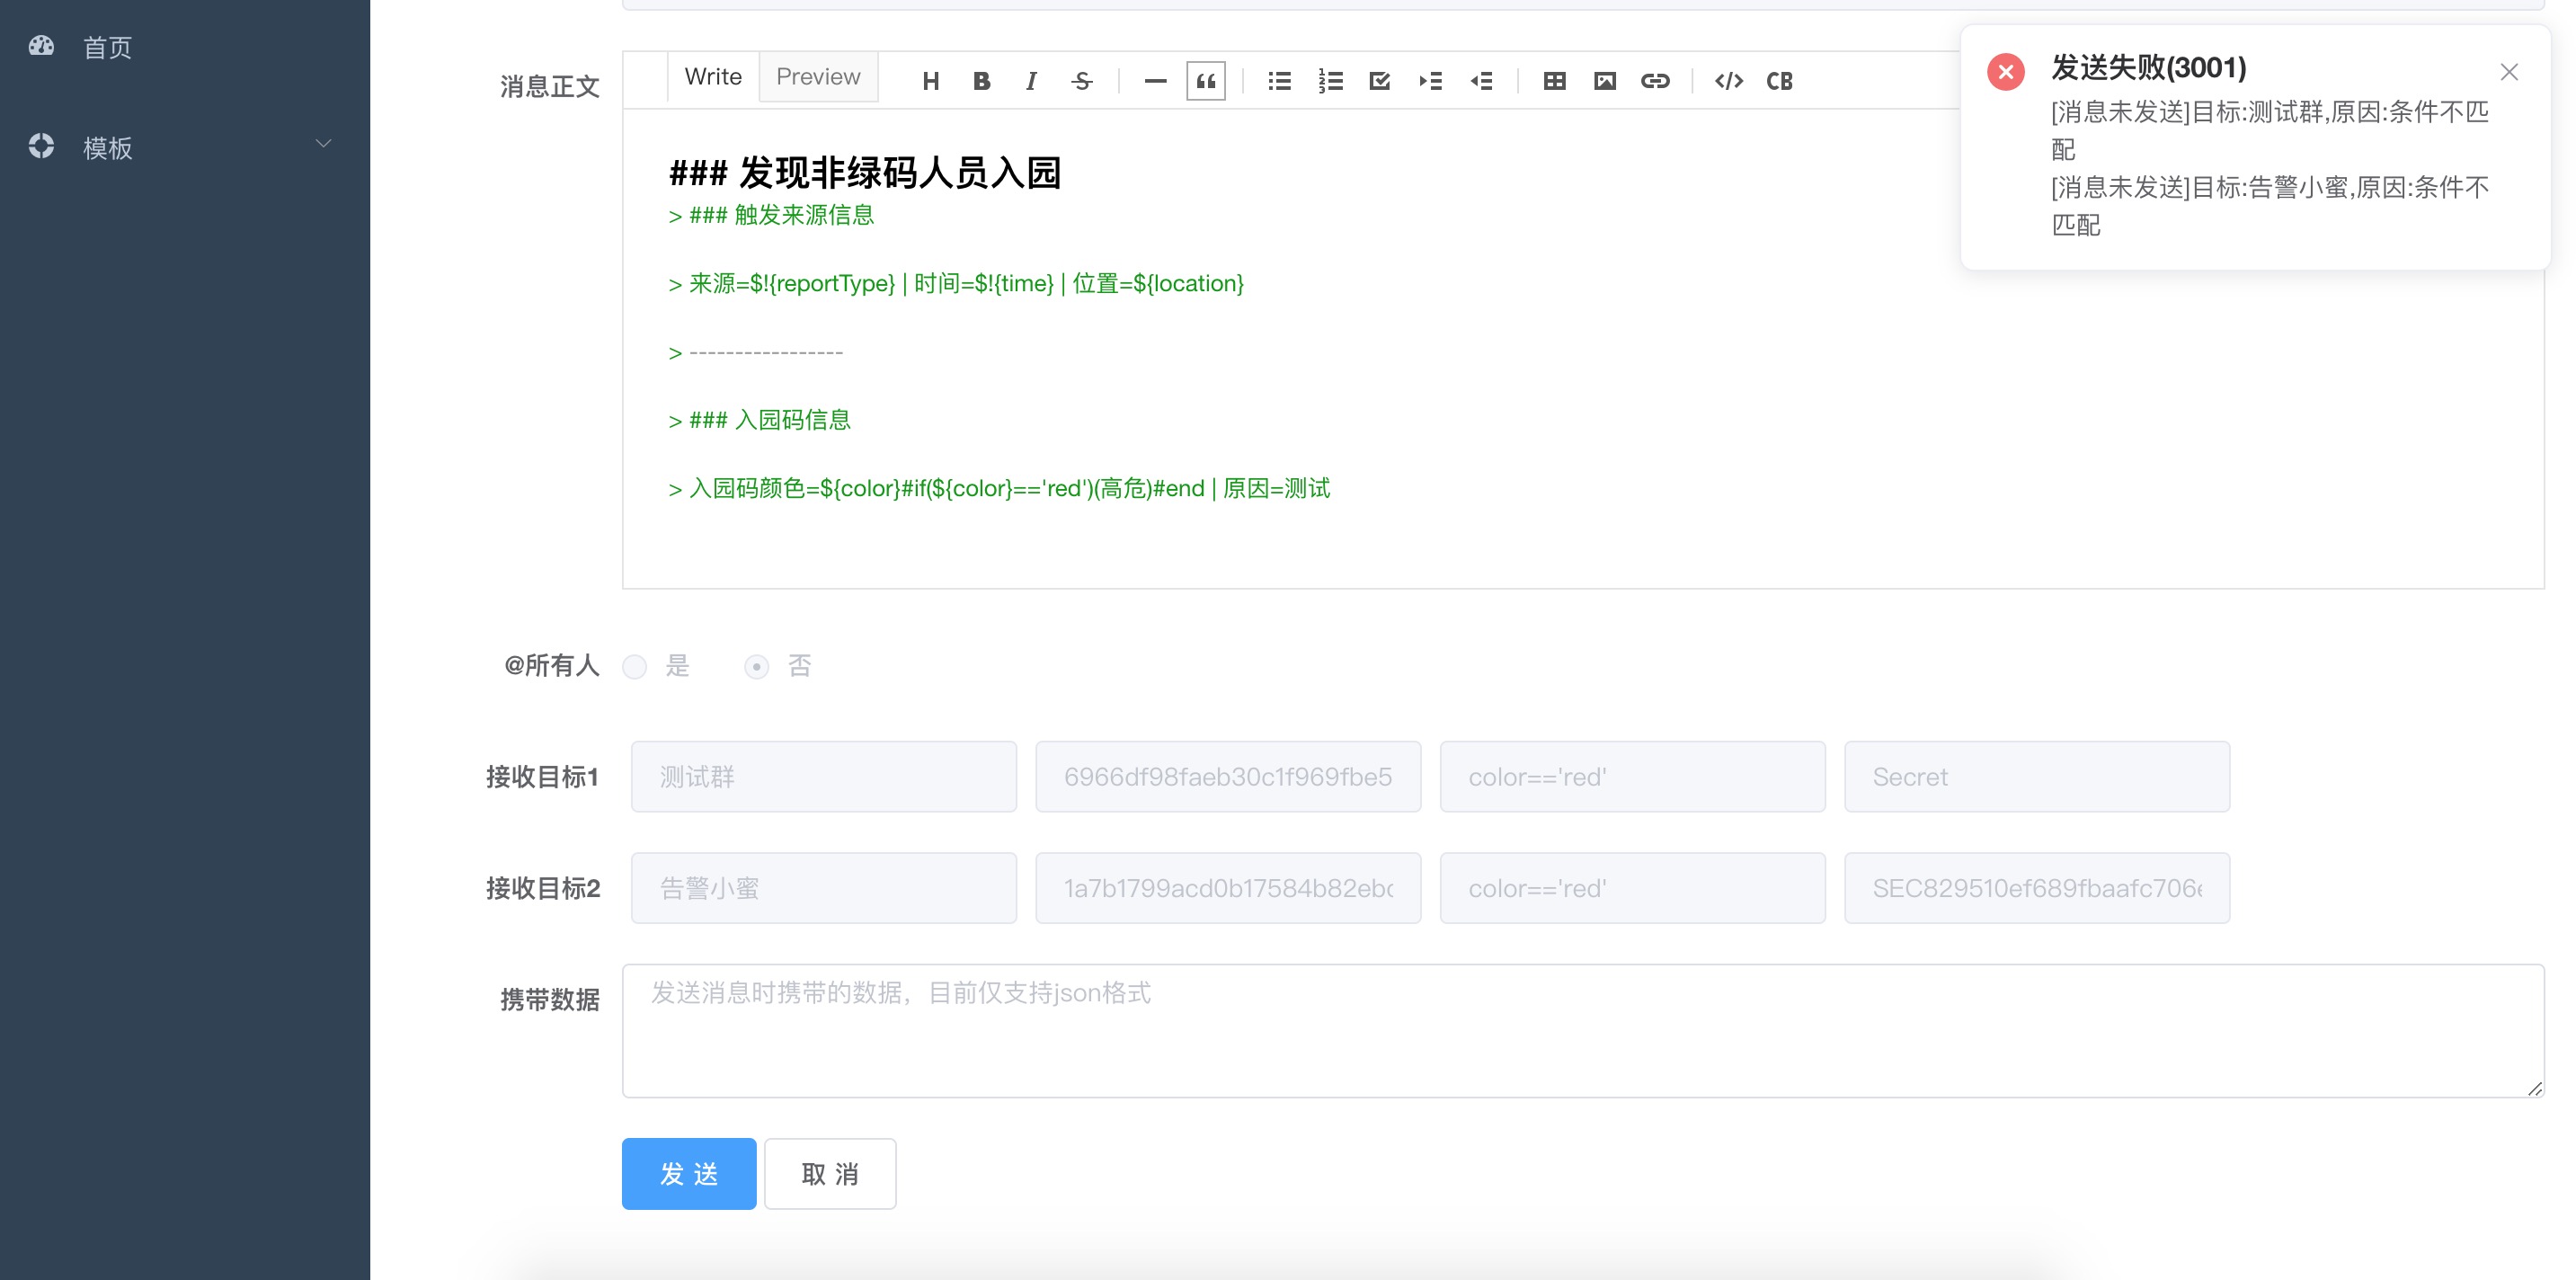 首页
模板
消息正文
Write
Preview
H B I S
CB
### 发现非绿码人员入园
> ### 触发来源信息
> 来源=$!{reportType} | 时间=$!{time} | 位置=${location}
> -----------------
> ### 入园码信息
> 入园码颜色=${color}#if(${color}=='red')(高危)#end | 原因=测试
发送失败(3001)
[消息未发送]目标:测试群,原因:条件不匹
配
[消息未发送]目标:告警小蜜,原因:条件不
匹配
@所有人 是 否
接收目标1 测试群 6966df98faeb30c1f969fbe5 color=='red' Secret
接收目标2 告警小蜜 1a7b1799acd0b17584b82eb color=='red' SEC829510ef689fbaafc706
携带数据 发送消息时携带的数据，目前仅支持json格式
发 送 取 消